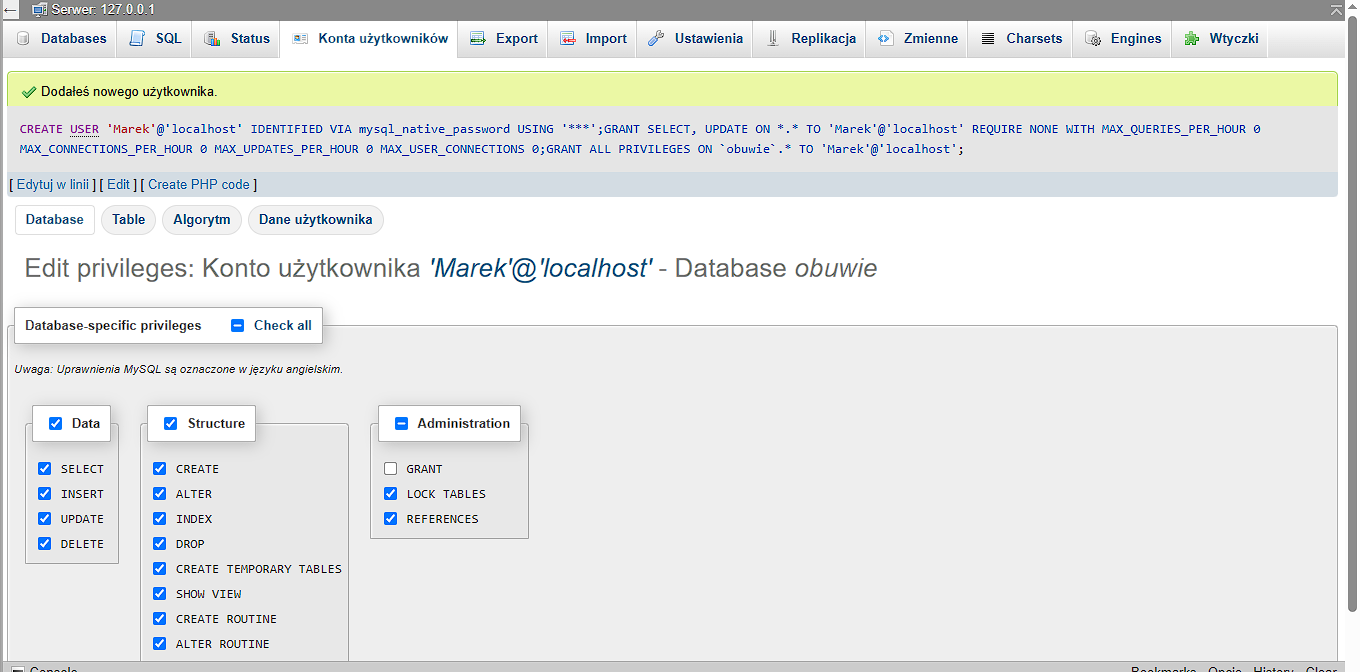 Serwer: 127.0.0.1
Databases SQL Status Konta użytkowników Export Import Ustawienia Replikacja Zmienne Charsets Engines Wtyczki
Dodałeś nowego użytkownika.
CREATE USER 'Marek'@'localhost' IDENTIFIED VIA mysql_native_password USING '***';GRANT SELECT, UPDATE ON *.* TO 'Marek'@'localhost' REQUIRE NONE WITH MAX_QUERIES_PER_HOUR 0
MAX_CONNECTIONS_PER_HOUR 0 MAX_UPDATES_PER_HOUR 0 MAX_USER_CONNECTIONS 0;GRANT ALL PRIVILEGES ON `obuwie`.* TO 'Marek'@'localhost';
[ Edytuj w linii ] [ Edit ] [ Create PHP code ]
Database Table Algorytm Dane użytkownika
Edit privileges: Konto użytkownika 'Marek'@'localhost' - Database obuwie
Database-specific privileges Check all
Uwaga: Uprawnienia MySQL są oznaczone w języku angielskim.
Data
SELECT
INSERT
UPDATE
DELETE
Structure
CREATE
ALTER
INDEX
DROP
CREATE TEMPORARY TABLES
SHOW VIEW
CREATE ROUTINE
ALTER ROUTINE
Administration
GRANT
LOCK TABLES
REFERENCES
Console Bookmarks Opcje History Clear